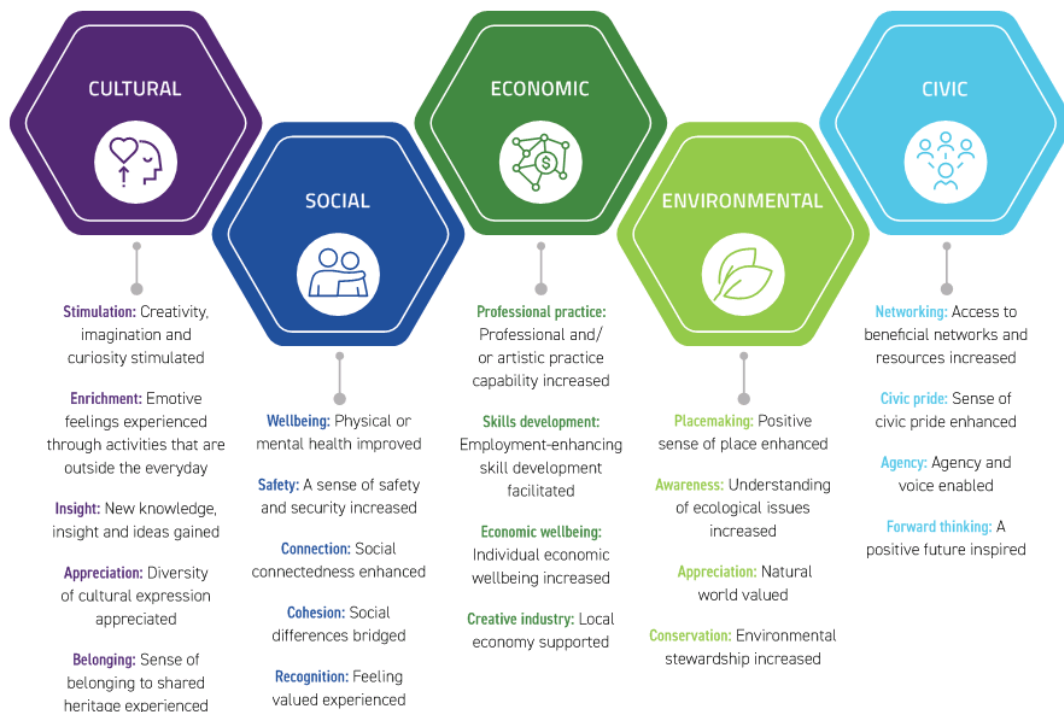 CULTURAL
Stimulation: Creativity,
imagination and
curiosity stimulated
Enrichment: Emotive
feelings experienced
through activities that are
outside the everyday
Insight: New knowledge,
insight and ideas gained
Appreciation: Diversity
of cultural expression
appreciated
Belonging: Sense of
belonging to shared
heritage experienced
SOCIAL
Wellbeing: Physical or
mental health improved
Safety: A sense of safety
and security increased
Connection: Social
connectedness enhanced
Cohesion: Social
differences bridged
Recognition: Feeling
valued experienced
ECONOMIC
$
Professional practice:
Professional and/
or artistic practice
capability increased
Skills development:
Employment-enhancing
skill development
facilitated
Economic wellbeing:
Individual economic
wellbeing increased
Creative industry: Local
economy supported
ENVIRONMENTAL
Placemaking: Positive
sense of place enhanced
Awareness: Understanding
of ecological issues
increased
Appreciation: Natural
world valued
Conservation: Environmental
stewardship increased
CIVIC
Networking: Access to
beneficial networks and
resources increased
Civic pride: Sense of
civic pride enhanced
Agency: Agency and
voice enabled
Forward thinking: A
positive future inspired